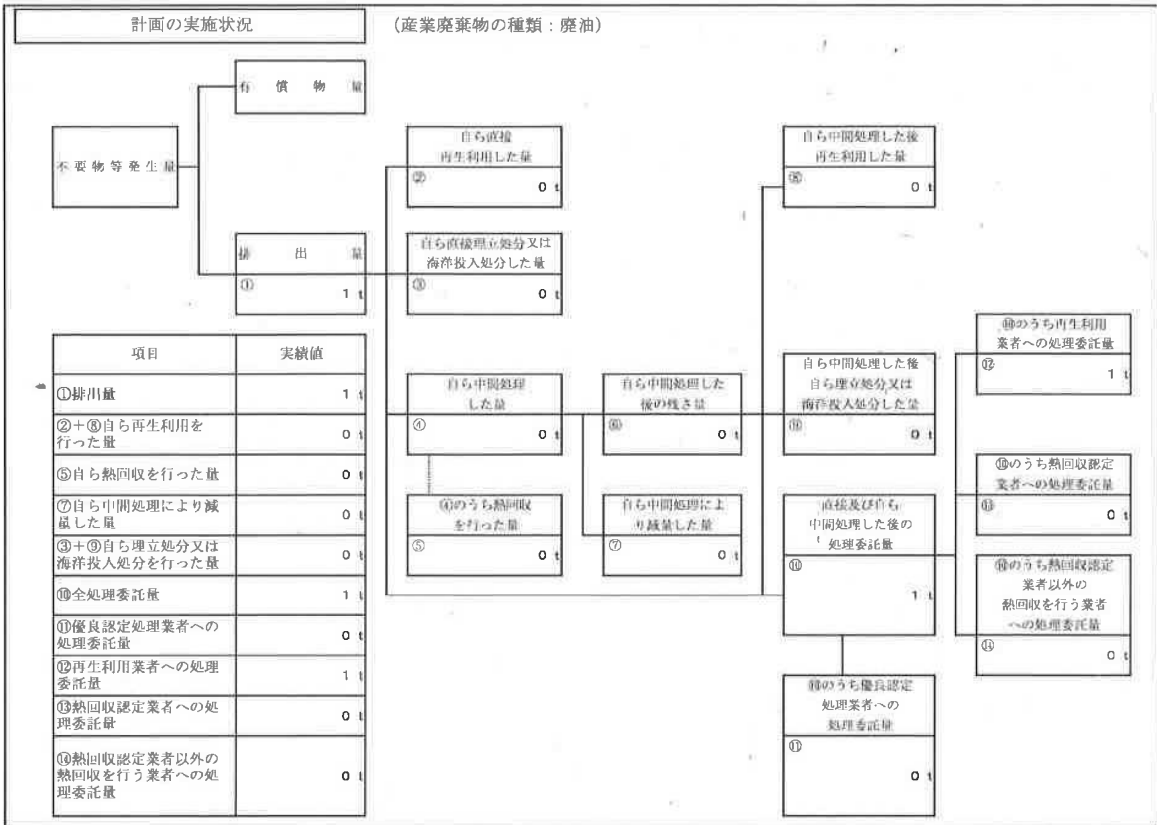 計画の実施状況
(産業廃棄物の種類：廃油)
有償物量
不要物等発生量
排出量
①
1 t
自ら直接
再生利用した量
②
0 t
自ら直接埋立処分又は
海洋投入処分した量
③
0 t
自ら中間処理した後
再生利用した量
⑧
0 t
自ら中間処理
した量
④
0 t
④のうち熱回収
を行った量
⑤
0 t
自ら中間処理した
後の残さ量
⑥
0 t
自ら中間処理によ
り減量した量
⑦
0 t
自ら中間処理した後
自ら埋立処分又は
海洋投入処分した量
⑨
0 t
直接及び自ら
中間処理した後の
処理委託量
⑩
1 t
⑩のうち優良認定
処理業者への
処理委託量
⑪
0 t
⑩のうち再生利用
業者への処理委託量
⑫
1 t
⑩のうち熱回収認定
業者への処理委託量
⑬
0 t
⑩のうち熱回収認定
業者以外の
熱回収を行う業者
への処理委託量
⑭
0 t
項目 実績値
①排出量 1 t
②＋⑧自ら再生利用を
行った量 0 t
⑤自ら熱回収を行った量 0 t
⑦自ら中間処理により減
量した量 0 t
③＋⑨自ら埋立処分又は
海洋投入処分を行った量 0 t
⑩全処理委託量 1 t
⑪優良認定処理業者への
処理委託量 0 t
⑫再生利用業者への処理
委託量 1 t
⑬熱回収認定業者への処
理委託量 0 t
⑭熱回収認定業者以外の
熱回収を行う業者への処
理委託量 0 t